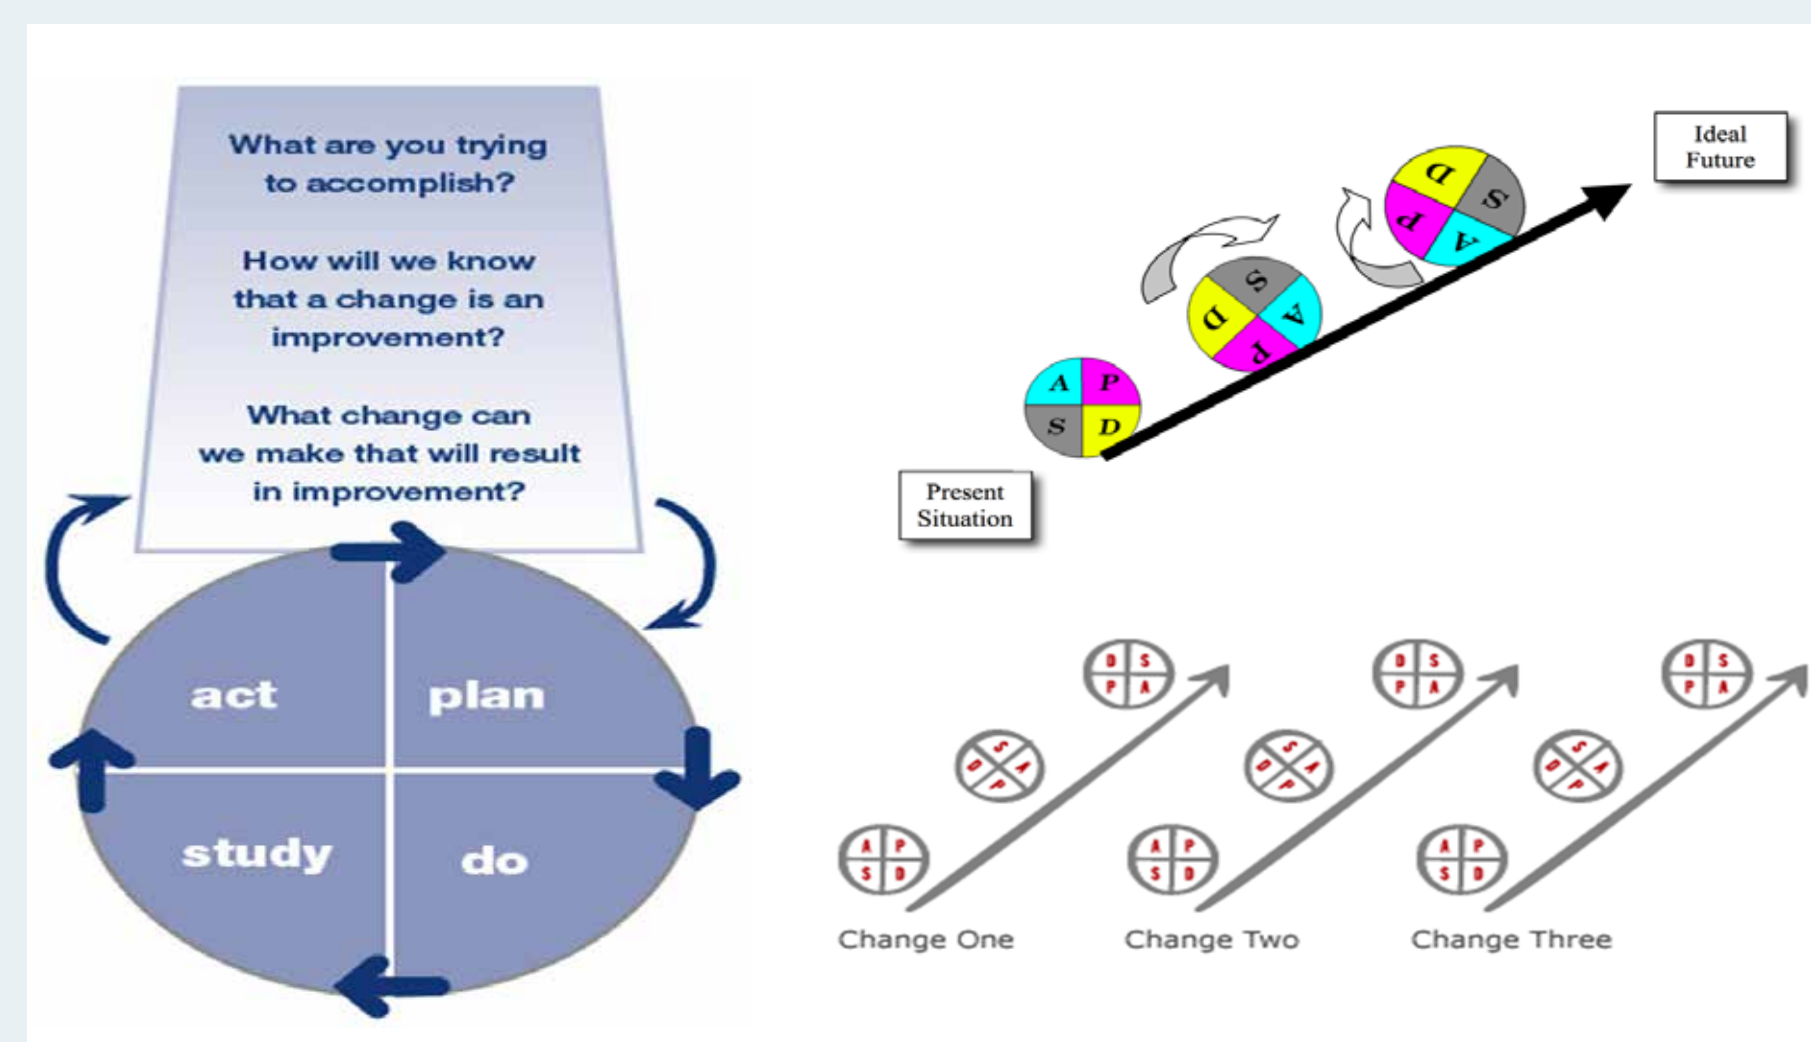 What are you trying
to accomplish?
How will we know
that a change is an
improvement?
What change can
we make that will result
in improvement?
act
plan
study
do
Ideal
Future
D
S
P
A
S
D
A
P
A
P
S
D
Present
Situation
D S
P A
S
D A
P
A P
S D
Change One
D S
P A
S
D A
P
A P
S D
Change Two
D S
P A
S
D A
P
A P
S D
Change Three